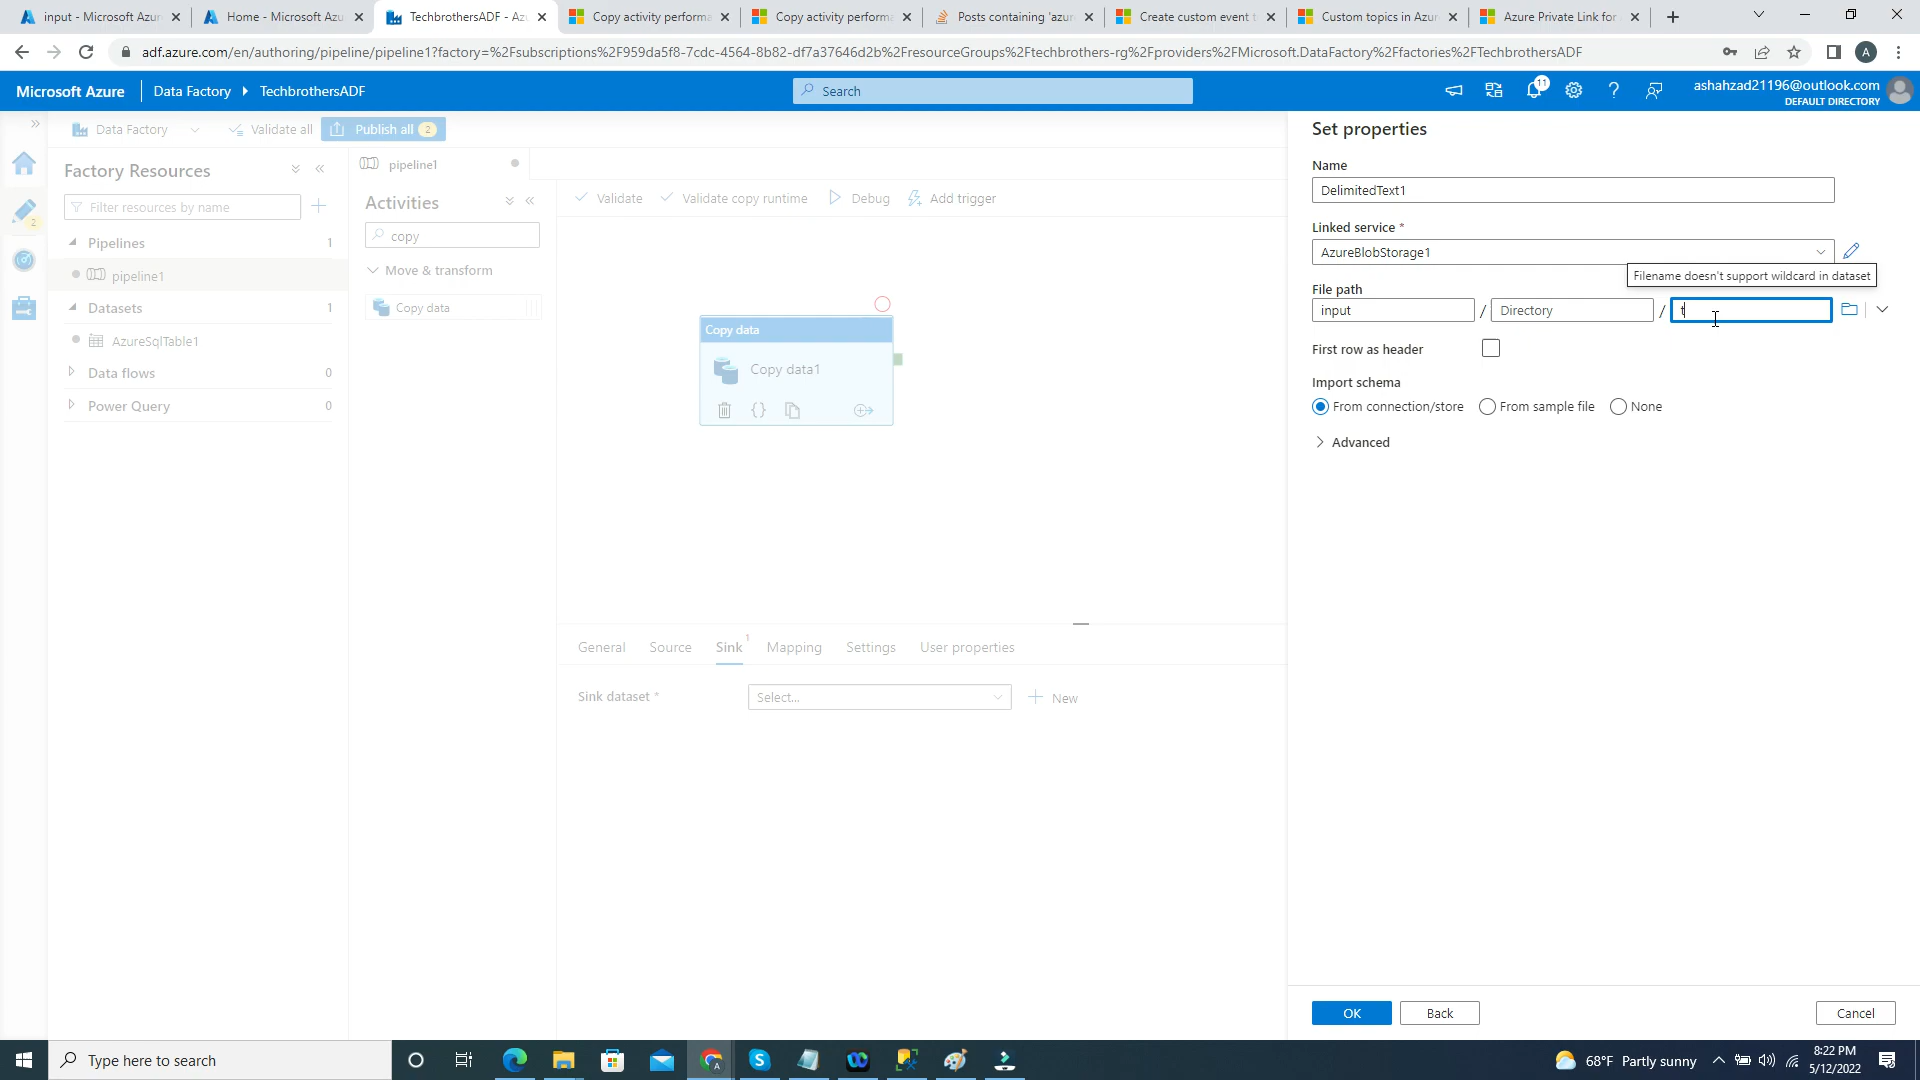 input - Microsoft Azur
Home - Microsoft Azu
TechbrothersADF - Az
Copy activity performa
Copy activity performa
Posts containing 'azur
Create custom event t
Custom topics in Azur
Azure Private Link for
adf.azure.com/en/authoring/pipeline/pipeline1?factory=%2Fsubscriptions%2F959da5f8-7cdc-4564-8b82-df7a37646d2b%2FresourceGroups%2Ftechbrothers-rg%2Fproviders%2FMicrosoft.DataFactory%2Ffactories%2FTechbrothersADF
A
Microsoft Azure
Data Factory
TechbrothersADF
Search
11
ashahzad21196@outlook.com
DEFAULT DIRECTORY
Data Factory
Validate all
Publish all 2
2
Factory Resources
Filter resources by name
Pipelines 1
pipeline1
Datasets 1
AzureSqlTable1
Data flows 0
Power Query 0
pipeline1
Activities
copy
Move & transform
Copy data
Validate
Validate copy runtime
Debug
Add trigger
Copy data
Copy data1
{}
General
Source
Sink 1
Mapping
Settings
User properties
Sink dataset *
Select...
New
Set properties
Name
DelimitedText1
Linked service *
AzureBlobStorage1
Filename doesn't support wildcard in dataset
File path
input / Directory / t
First row as header
Import schema
From connection/store
From sample file
None
Advanced
OK
Back
Cancel
Type here to search
68°F Partly sunny
8:22 PM
5/12/2022